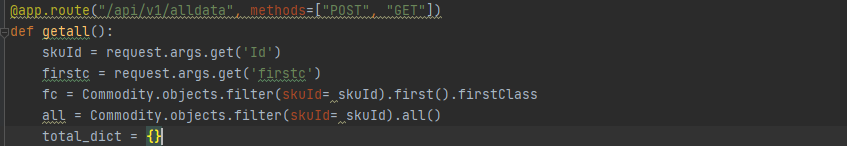 @app.route("/api/v1/alldata", methods=["POST", "GET"])
def getall():
    skuId = request.args.get('Id')
    firstc = request.args.get('firstc')
    fc = Commodity.objects.filter(skuId= skuId).first().firstClass
    all = Commodity.objects.filter(skuId= skuId).all()
    total_dict = {}